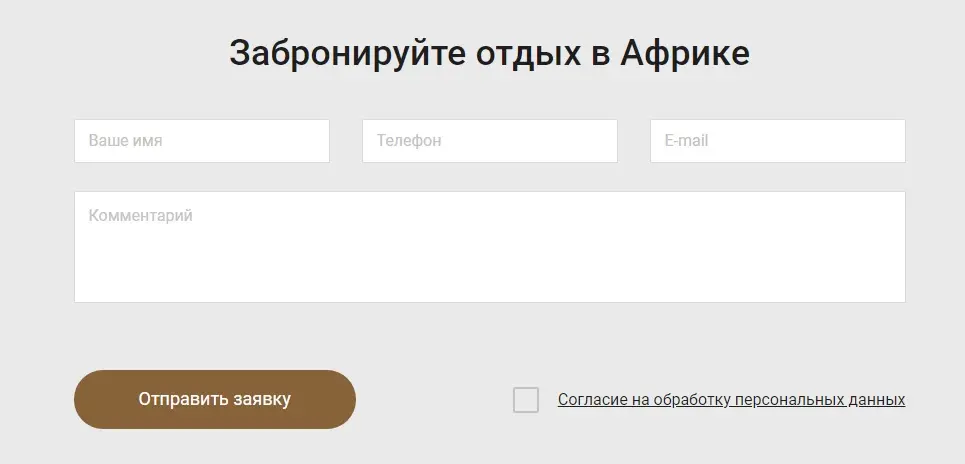 Забронируйте отдых в Африке
Ваше имя
Телефон
E-mail
Комментарий
Отправить заявку
Согласие на обработку персональных данных